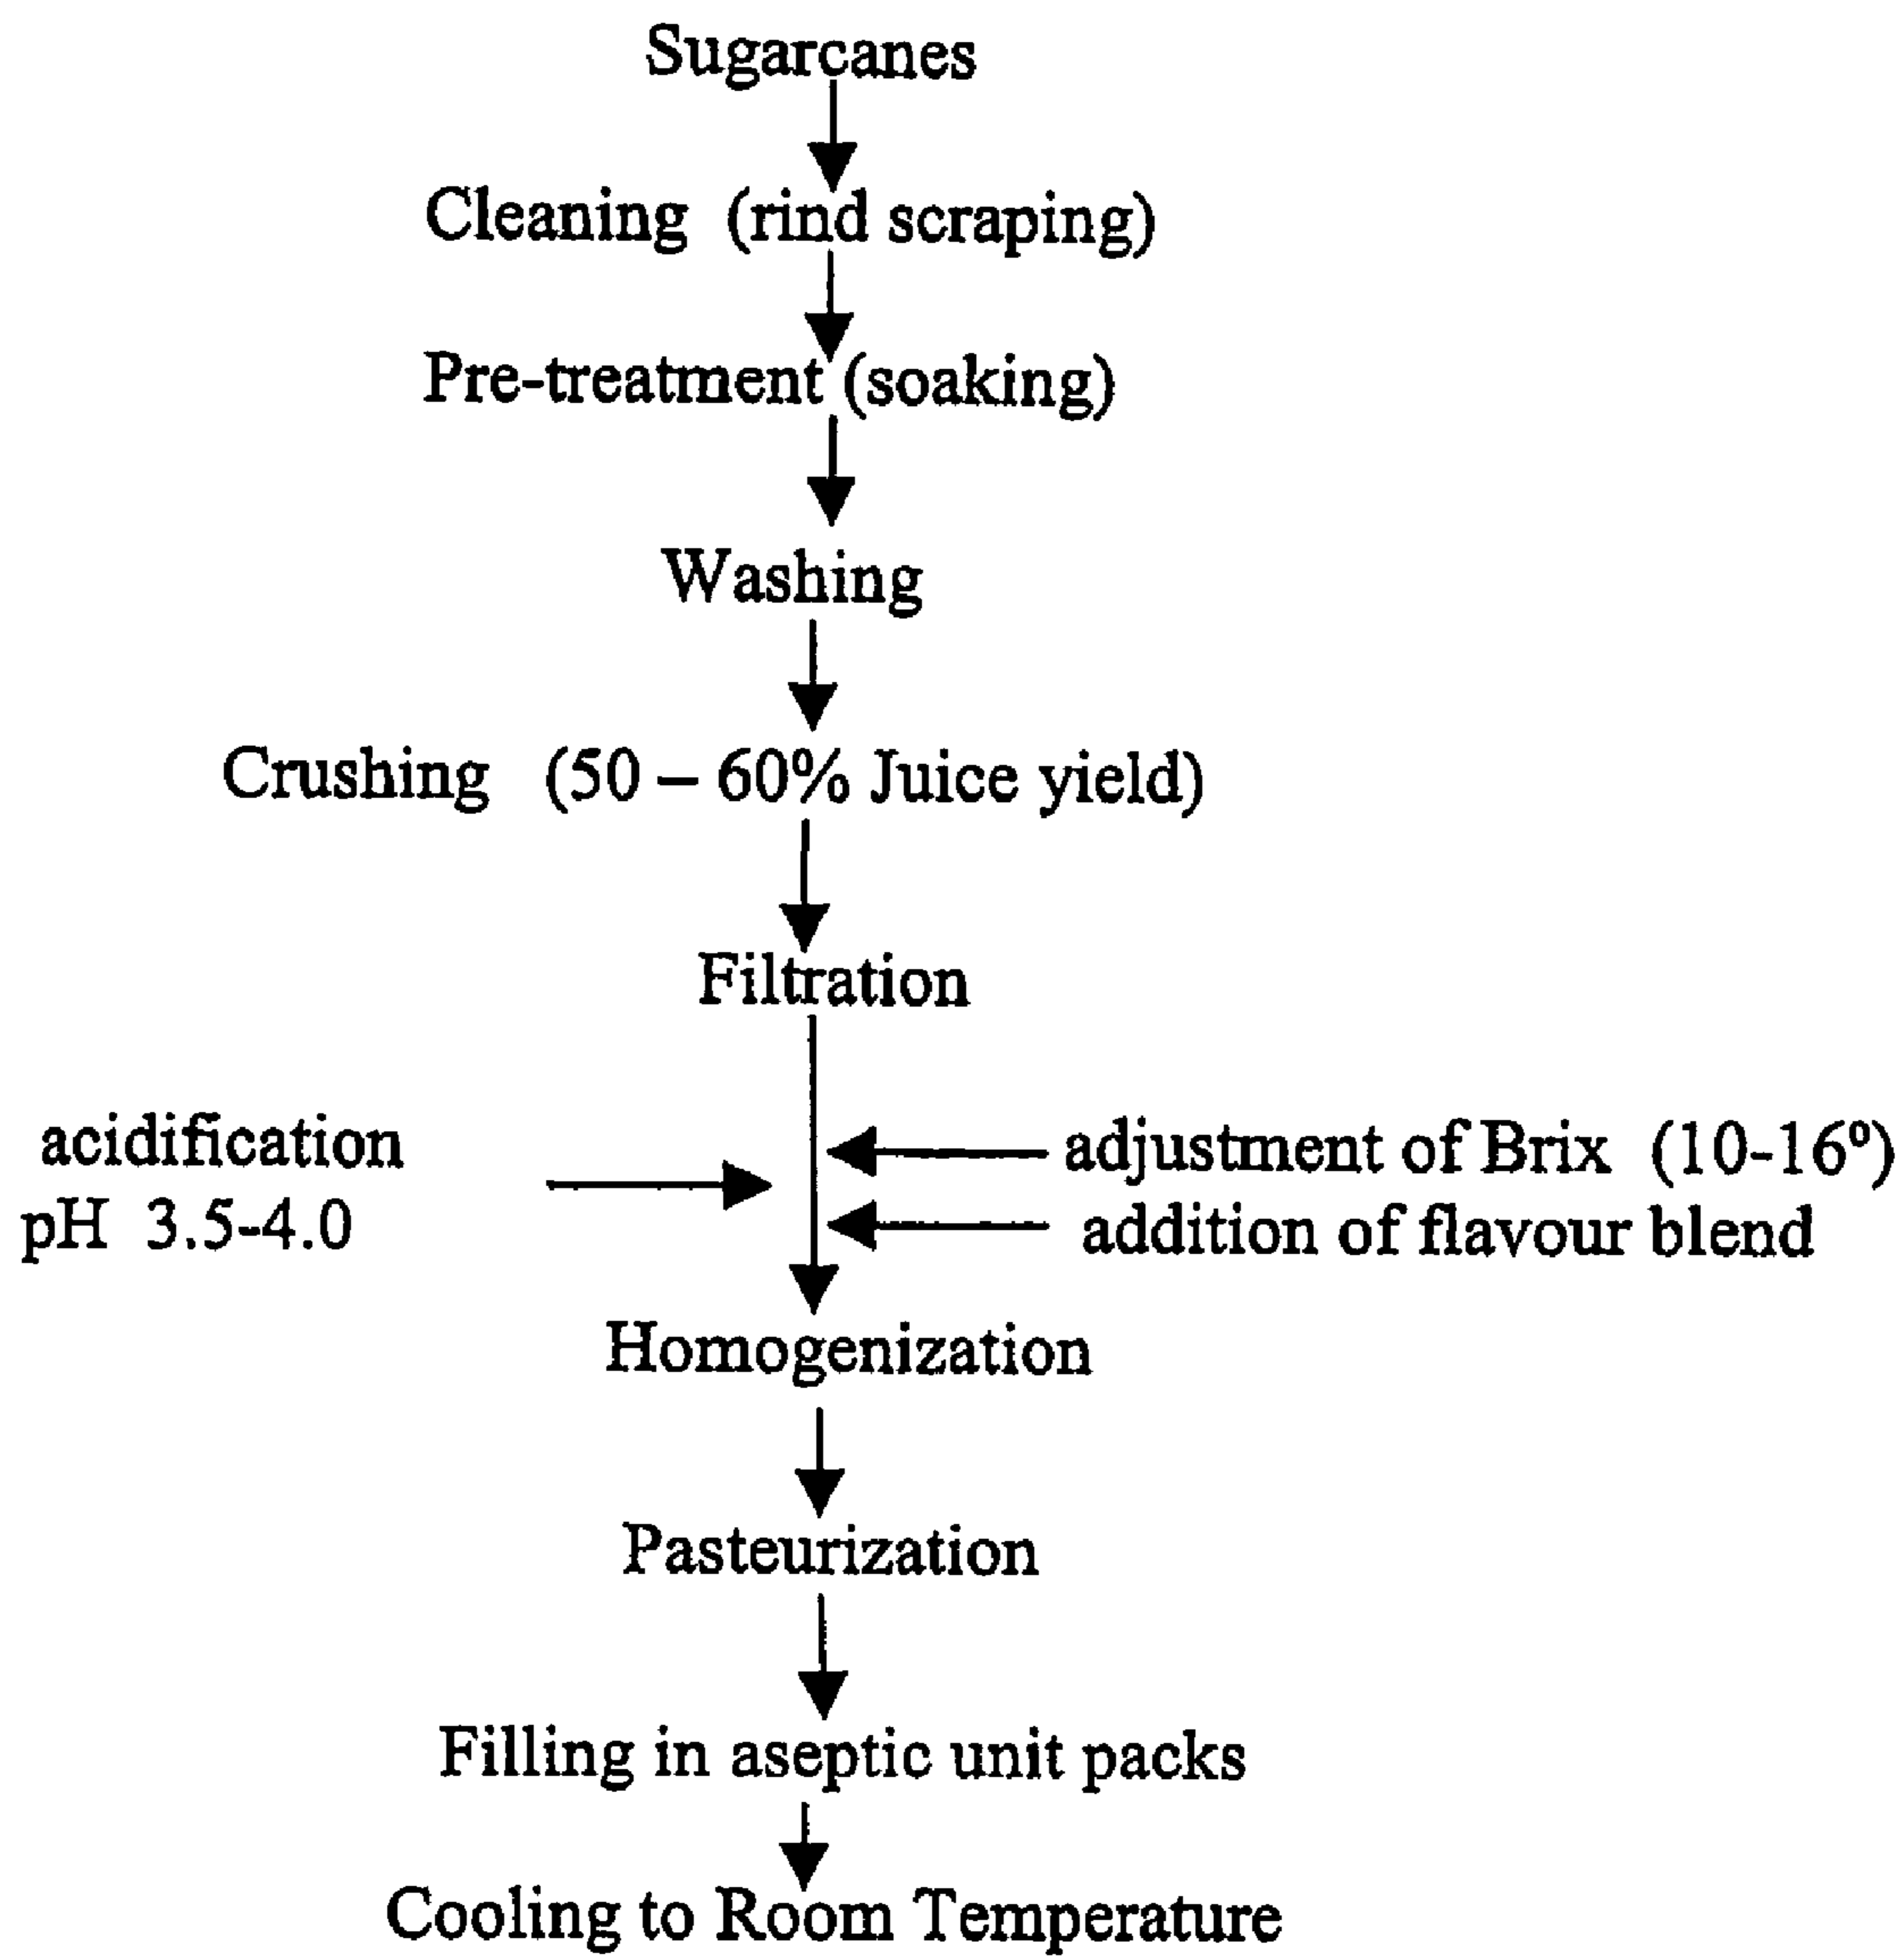 Sugarcanes
Cleaning (rind scraping)
Pre-treatment (soaking)
Washing
Crushing (50 – 60% Juice yield)
Filtration
acidification
pH 3.5-4.0
adjustment of Brix (10-16º)
addition of flavour blend
Homogenization
Pasteurization
Filling in aseptic unit packs
Cooling to Room Temperature